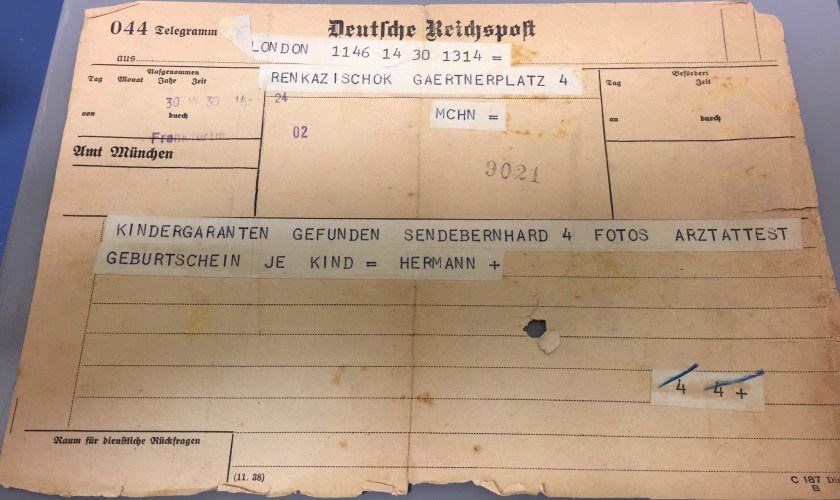 044 Telegramm
Deutsche Reichspost
aus
LONDON 1146 14 30 1314 =
Aufgenommen
Tag Monat Jahr Zeit
RENKAZISCHOK GAERTNERPLATZ 4
Befördert
Tag Zeit
30 39 14 24
von durch
MCHN =
an durch
02
Amt München
9021
KINDERGARANTEN GEFUNDEN SENDEBERNHARD 4 FOTOS ARZTATTEST
GEBURTSCHEIN JE KIND = HERMANN +
4 4 +
Raum für dienstliche Rückfragen
(11. 38)
C 187 Din
B